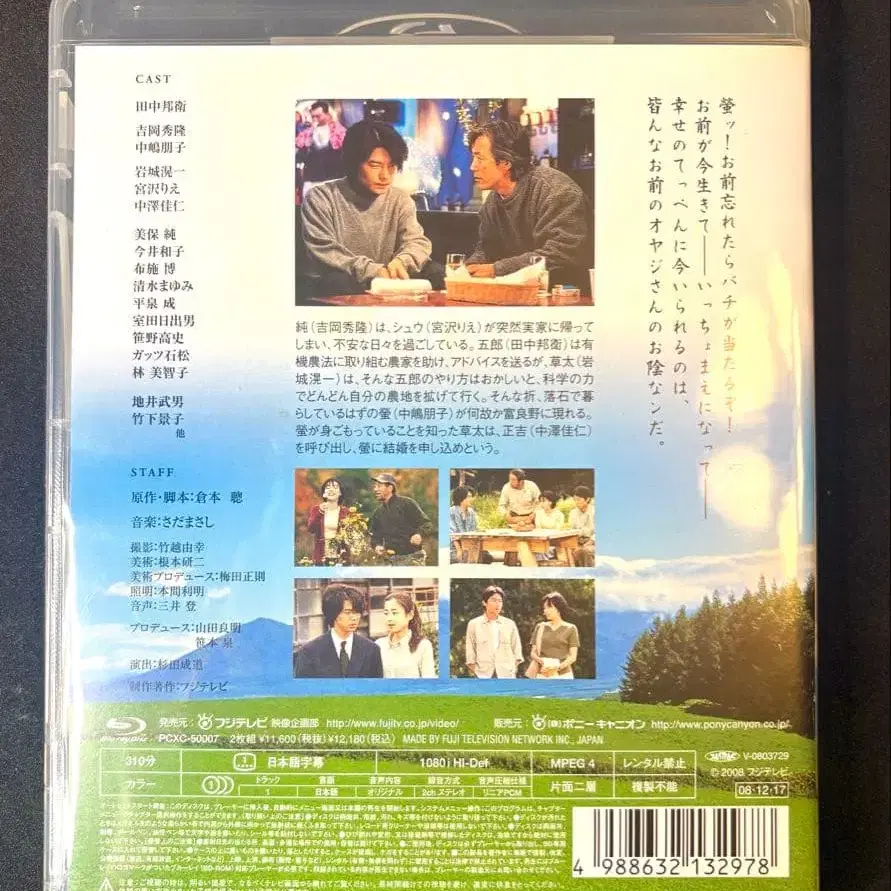 CAST
田中邦衛
吉岡秀隆
中嶋朋子
岩城滉一
宮沢りえ
中澤佳仁
美保 純
今井和子
布施 博
清水まゆみ
平泉 成
室田日出男
笹野高史
ガッツ石松
林 美智子
地井武男
竹下景子
他
STAFF
原作・脚本:倉本 聰
音楽:さだまさし
撮影:竹越由幸
美術:根本研二
美術プロデュース:梅田正則
照明:本間利明
音声:三井 登
プロデュース:山田良明
笹本 泉
演出:杉田成道
制作著作:フジテレビ
螢ッ!お前忘れたらバチが当たるぞ!
お前が今生きて――いっちょまえになって――
幸せのてっぺんに今いられるのは、
皆んなお前のオヤジさんのお陰なンだ。
純(吉岡秀隆)は、シュウ(宮沢りえ)が突然実家に帰って
しまい、不安な日々を過ごしている。五郎(田中邦衛)は有
機農法に取り組む農家を助け、アドバイスを送るが、草太(岩
城滉一)は、そんな五郎のやり方はおかしいと、科学の力
でどんどん自分の農地を拡げて行く。そんな折、落石で暮
らしているはずの螢(中嶋朋子)が何故か富良野に現れる。
螢が身ごもっていることを知った草太は、正吉(中澤佳仁)
を呼び出し、螢に結婚を申し込めという。
発売元: フジテレビ 映像企画部 http://www.fujitv.co.jp/video/
販売元: (株)ポニーキャニオン http://www.ponycanyon.co.jp/
PCXC-50007 2枚組 ¥11,600(税抜) ¥12,180(税込) MADE BY FUJI TELEVISION NETWORK INC., JAPAN
310分 1 日本語字幕 1080i Hi-Def MPEG 4 レンタル禁止
V-0803729
カラー トラック 言語 音声内容 録音方式 音声圧縮仕様 片面二層 複製不能
1 日本語 オリジナル 2ch ステレオ リニアPCM
© 2008 フジテレビ
08・12・17
4 988632 132978